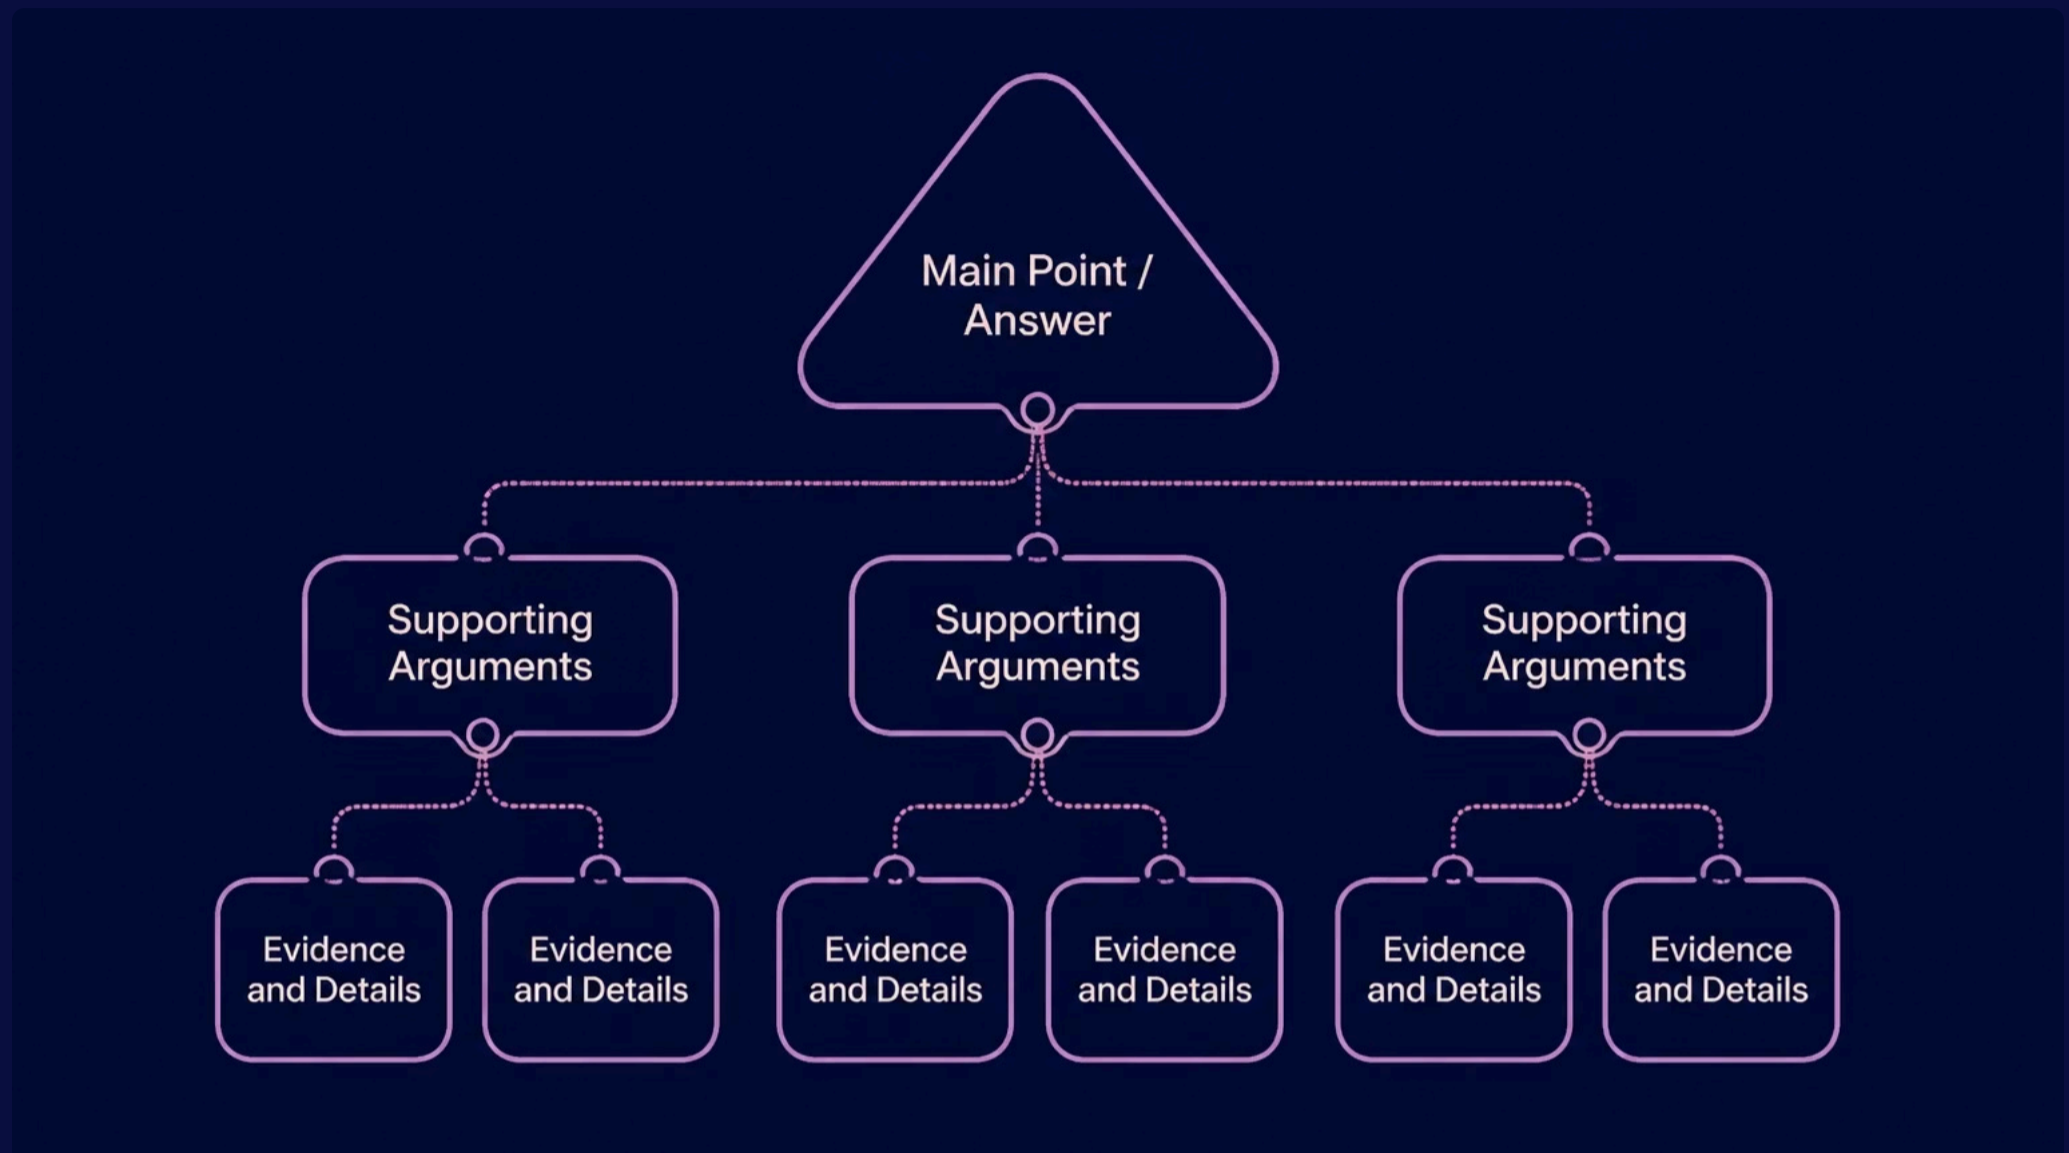 Main Point /
Answer
Supporting
Arguments
Supporting
Arguments
Supporting
Arguments
Evidence
and Details
Evidence
and Details
Evidence
and Details
Evidence
and Details
Evidence
and Details
Evidence
and Details